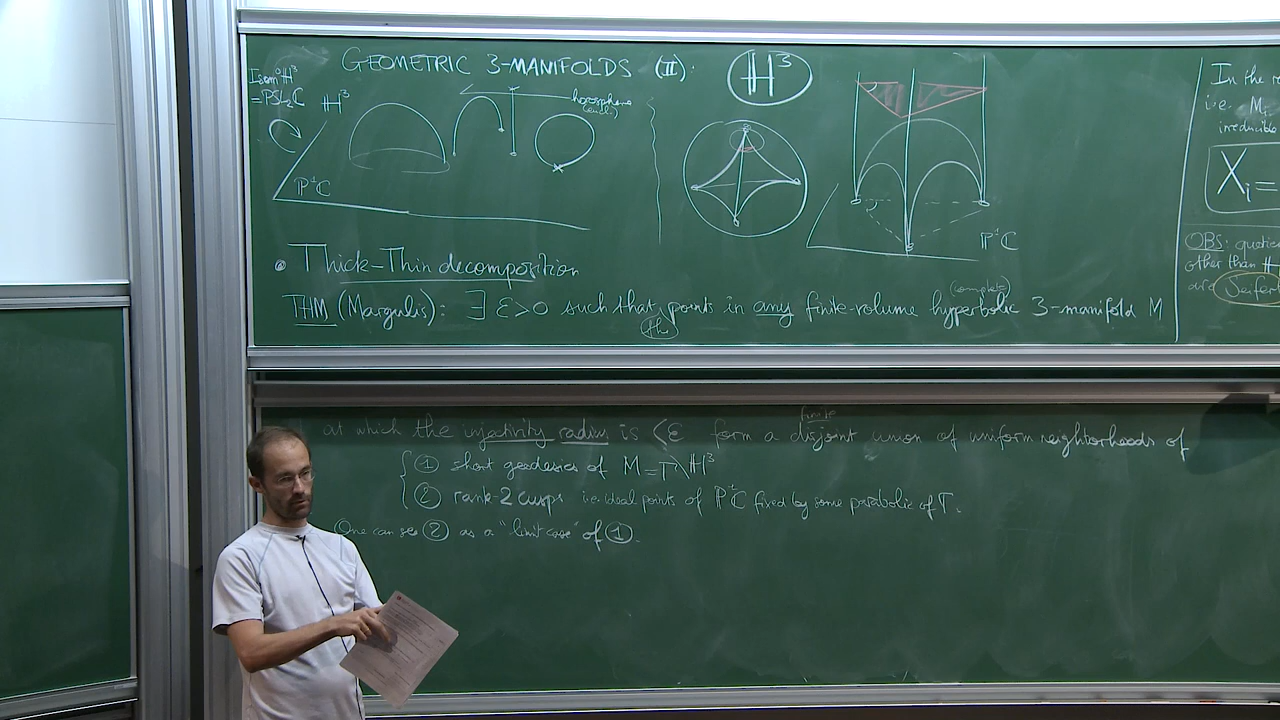 GEOMETRIC 3-MANIFOLDS (II):
ℍ³
Isom⁺ℍ³
=PSL₂ℂ
ℍ³
horosphere
P¹ℂ
P¹ℂ
• Thick-Thin decomposition
(complete)
THM (Margulis): ∃ ε>0 such that points in any finite-volume hyperbolic 3-manifold M
(the)
finite
at which the injectivity radius is <ε form a disjoint union of uniform neighborhoods of
① short geodesics of M=Γ\ℍ³
② rank-2 cusps i.e. ideal points of P¹ℂ fixed by some parabolic of Γ.
One can see ② as a "limit case" of ①.
In the
i.e. Mᵢ
irreducible
Xᵢ =
OBS:
other than ℍ
are Seifert